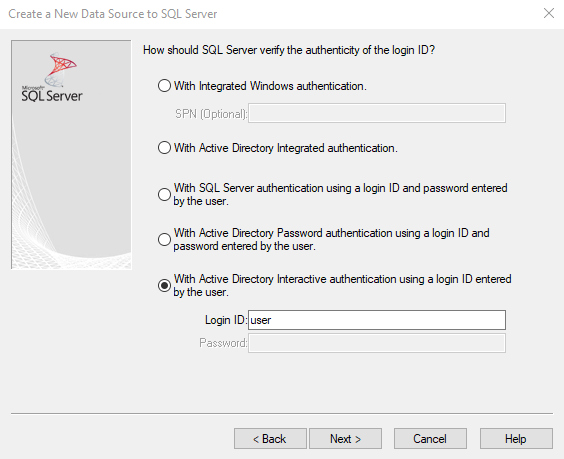 Create a New Data Source to SQL Server
Microsoft
SQL Server
How should SQL Server verify the authenticity of the login ID?
With Integrated Windows authentication.
SPN (Optional):
With Active Directory Integrated authentication.
With SQL Server authentication using a login ID and password entered
by the user.
With Active Directory Password authentication using a login ID and
password entered by the user.
With Active Directory Interactive authentication using a login ID entered
by the user.
Login ID: user
Password:
< Back Next > Cancel Help